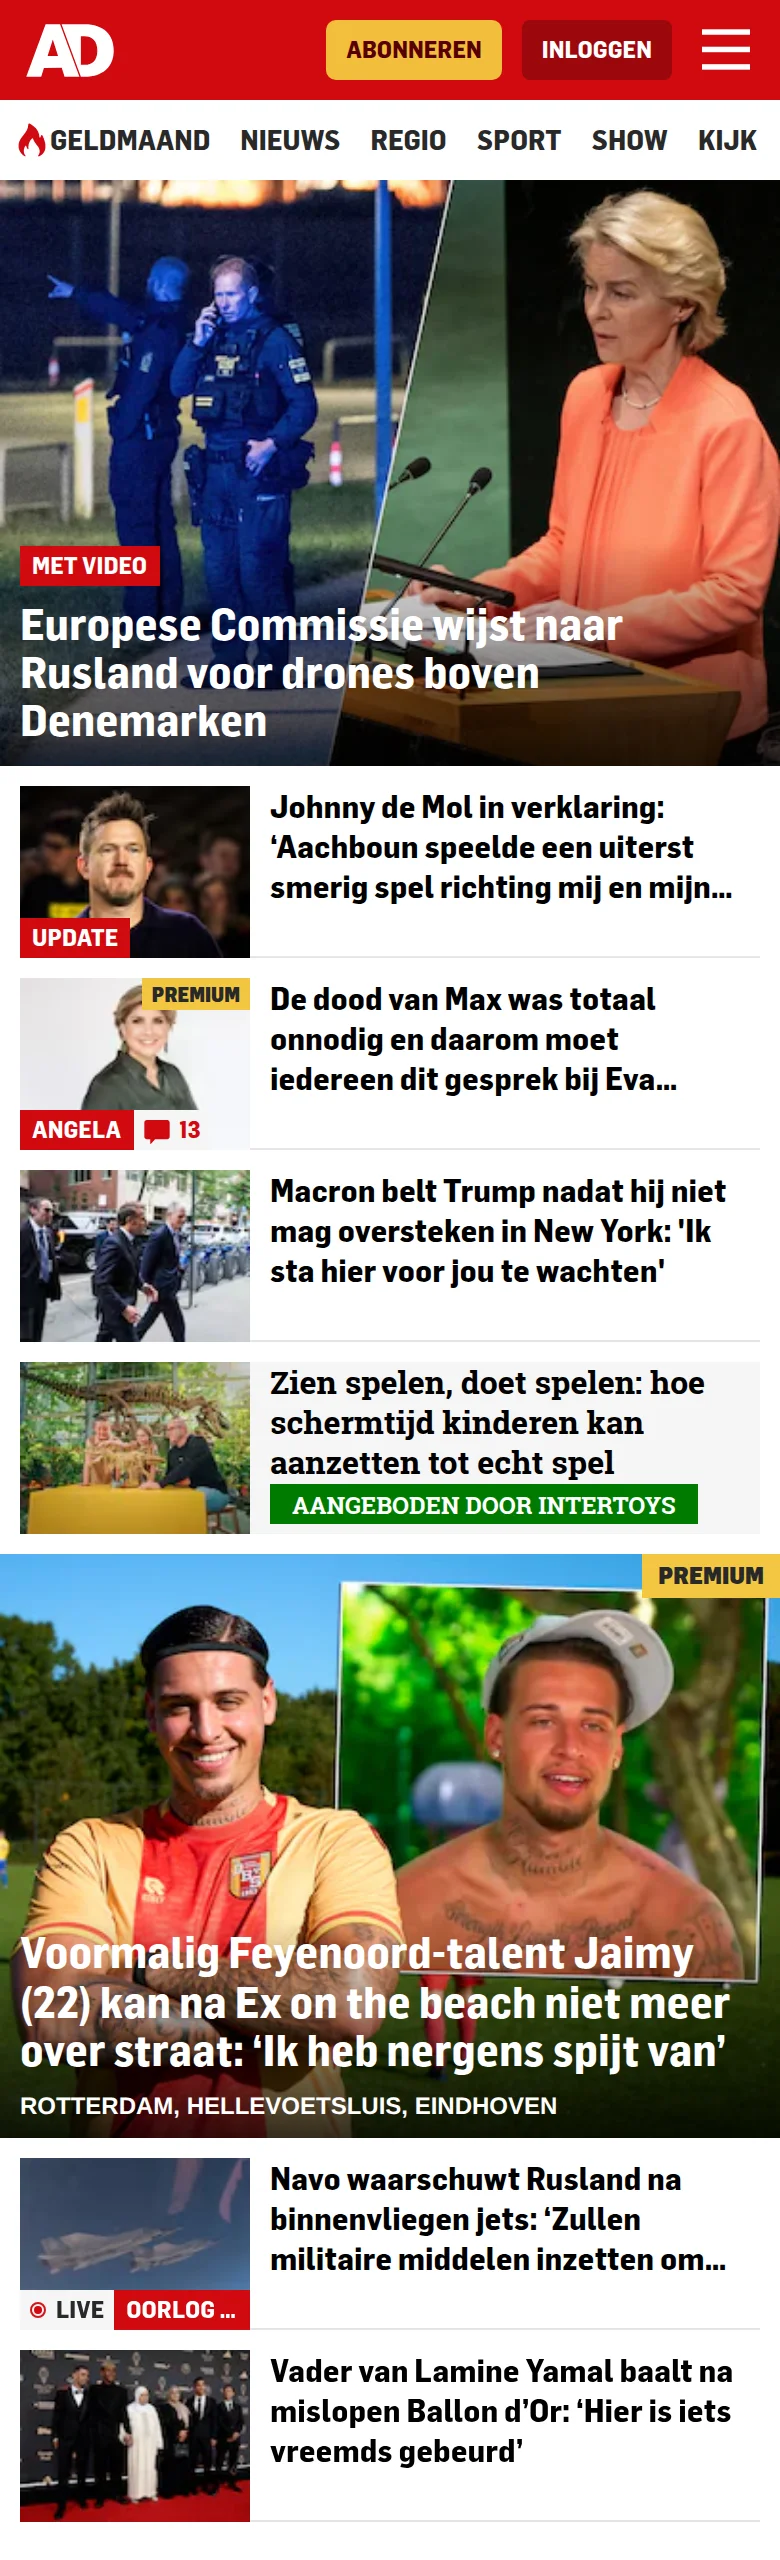 AD
ABONNEREN
INLOGGEN
GELDMAAND NIEUWS REGIO SPORT SHOW KIJK
MET VIDEO
Europese Commissie wijst naar
Rusland voor drones boven
Denemarken
Johnny de Mol in verklaring:
‘Aachboun speelde een uiterst
smerig spel richting mij en mijn...
UPDATE
PREMIUM
De dood van Max was totaal
onnodig en daarom moet
iedereen dit gesprek bij Eva...
ANGELA 13
Macron belt Trump nadat hij niet
mag oversteken in New York: 'Ik
sta hier voor jou te wachten'
Zien spelen, doet spelen: hoe
schermtijd kinderen kan
aanzetten tot echt spel
AANGEBODEN DOOR INTERTOYS
PREMIUM
Voormalig Feyenoord-talent Jaimy
(22) kan na Ex on the beach niet meer
over straat: ‘Ik heb nergens spijt van’
ROTTERDAM, HELLEVOETSLUIS, EINDHOVEN
Navo waarschuwt Rusland na
binnenvliegen jets: ‘Zullen
militaire middelen inzetten om...
LIVE OORLOG ...
Vader van Lamine Yamal baalt na
mislopen Ballon d’Or: ‘Hier is iets
vreemds gebeurd’